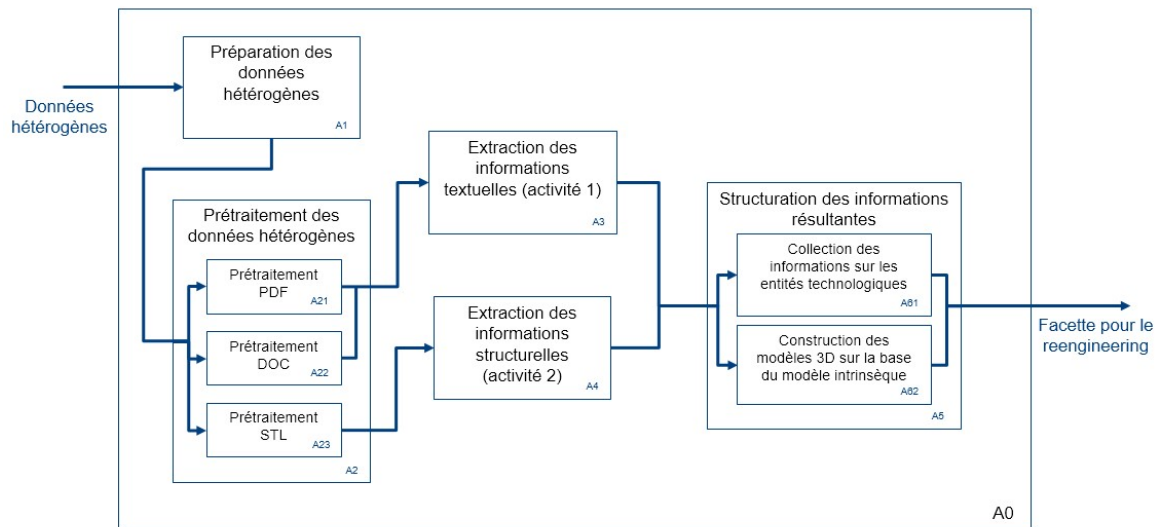 Données
hétérogènes
Préparation des
données
hétérogènes
A1
Prétraitement des
données hétérogènes
Prétraitement
PDF
A21
Prétraitement
DOC
A22
Prétraitement
STL
A23
A2
Extraction des
informations
textuelles (activité 1)
A3
Extraction des
informations
structurelles
(activité 2)
A4
Structuration des informations
résultantes
Collection des
informations sur les
entités technologiques
A61
Construction des
modèles 3D sur la base
du modèle intrinsèque
A62
A5
Facette pour le
reengineering
A0